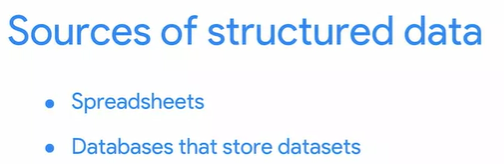 Sources of structured data
• Spreadsheets
• Databases that store datasets